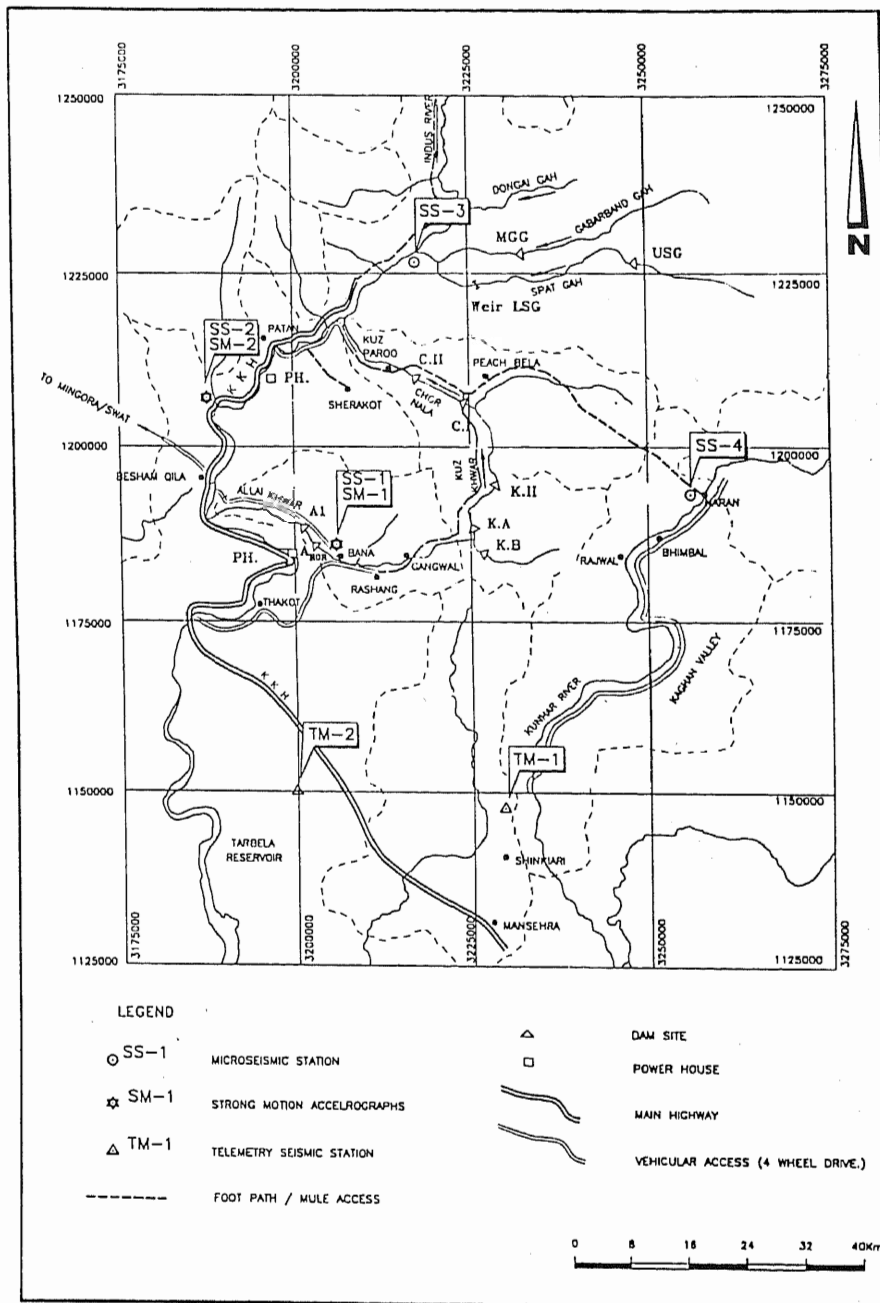 3175000
3200000
3225000
3250000
3275000
1250000
1250000
INDUS RIVER
DONGAI GAH
SS-3
GABARBAND GAH
MGG
USG
N
1225000
1225000
SPAT GAH
Weir LSG
SS-2
SM-2
PATAN
KUZ
PAROO
C.II
PEACH BELA
K K H
PH.
TO MINGORA/SWAT
SHERAKOT
CHOR
NALA
C.I
1200000
1200000
SS-4
BESHAM QILA
SS-1
SM-1
KUZ
KHWAR
ALLAI KHWAR
A1
K.II
NARAN
K.A
PH.
BANA
GANGWAL
K.B
RAJWAL
BHIMBAL
RASHANG
THAKOT
1175000
1175000
K K H
KUNHAR RIVER
KAGHAN VALLEY
TM-2
TM-1
1150000
1150000
TARBELA
RESERVOIR
SHINKIARI
MANSEHRA
1125000
1125000
3175000
3200000
3225000
3250000
3275000
LEGEND
SS-1 MICROSEISMIC STATION
SM-1 STRONG MOTION ACCELROGRAPHS
TM-1 TELEMETRY SEISMIC STATION
FOOT PATH / MULE ACCESS
DAM SITE
POWER HOUSE
MAIN HIGHWAY
VEHICULAR ACCESS (4 WHEEL DRIVE.)
0 8 16 24 32 40Km